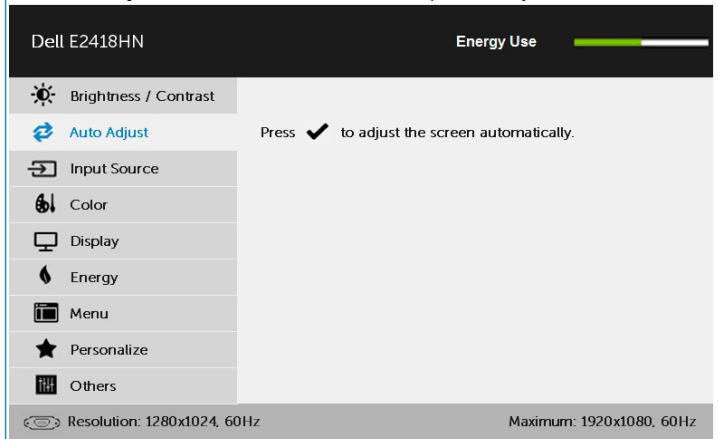 Dell E2418HN Energy Use
Brightness / Contrast
Auto Adjust Press ✔ to adjust the screen automatically.
Input Source
Color
Display
Energy
Menu
Personalize
Others
Resolution: 1280x1024, 60Hz Maximum: 1920x1080, 60Hz